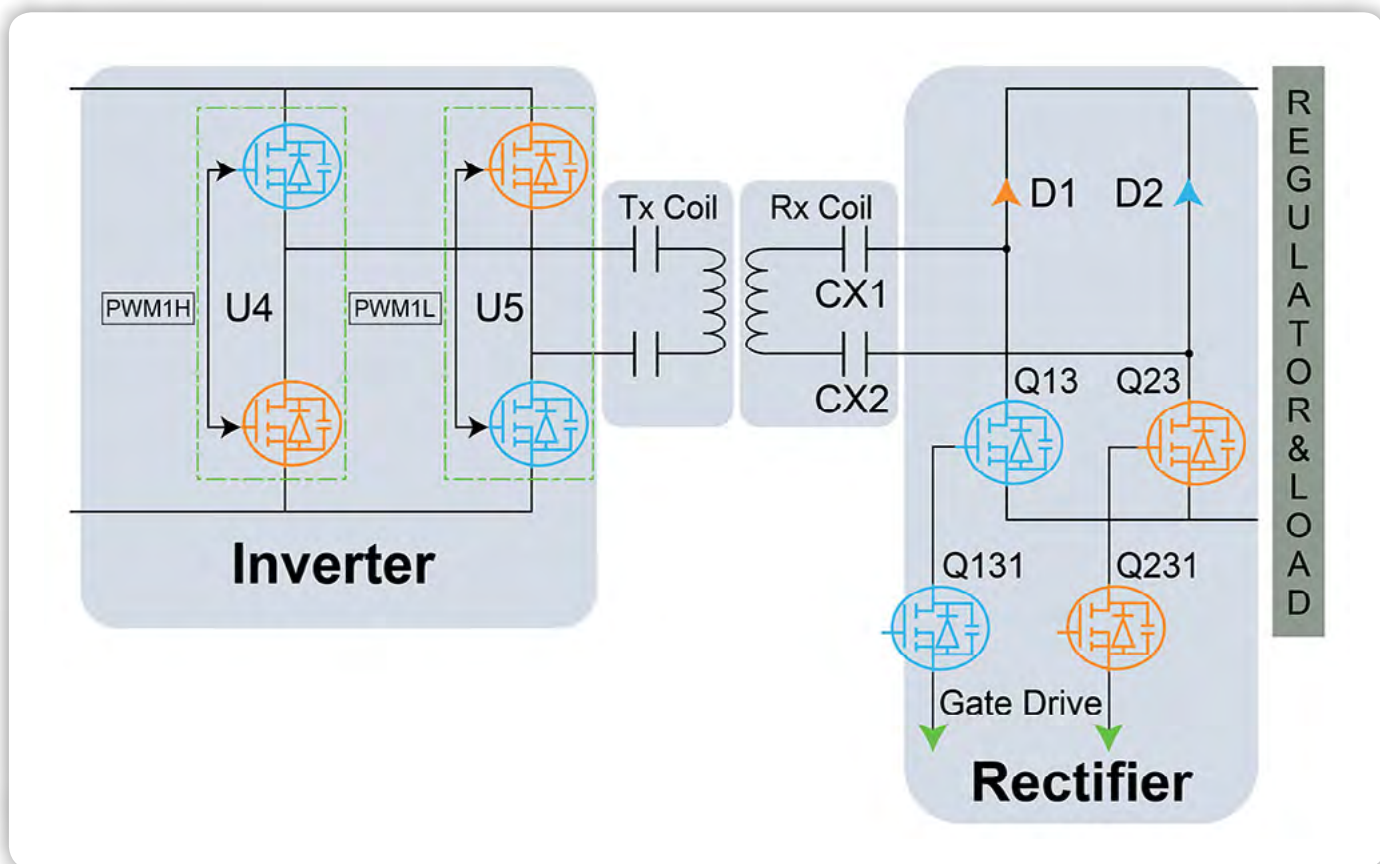 PWM1H
U4
PWM1L
U5
Inverter
Tx Coil
Rx Coil
CX1
CX2
D1
D2
Q13
Q23
Q131
Q231
Gate Drive
Rectifier
REGULATOR&LOAD